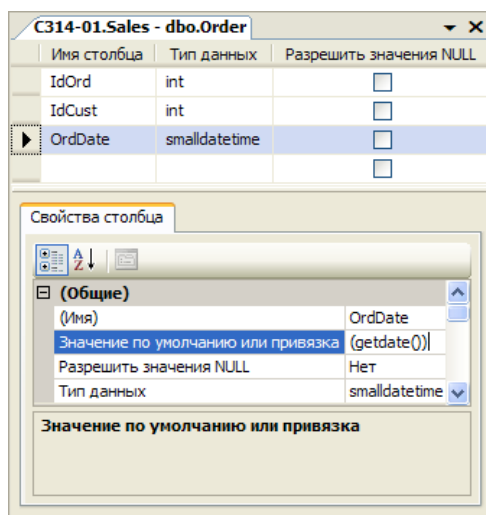 C314-01.Sales - dbo.Order
Имя столбца Тип данных Разрешить значения NULL
IdOrd int
IdCust int
OrdDate smalldatetime
Свойства столбца
(Общие)
(Имя) OrdDate
Значение по умолчанию или привязка (getdate())
Разрешить значения NULL Нет
Тип данных smalldatetime
Значение по умолчанию или привязка